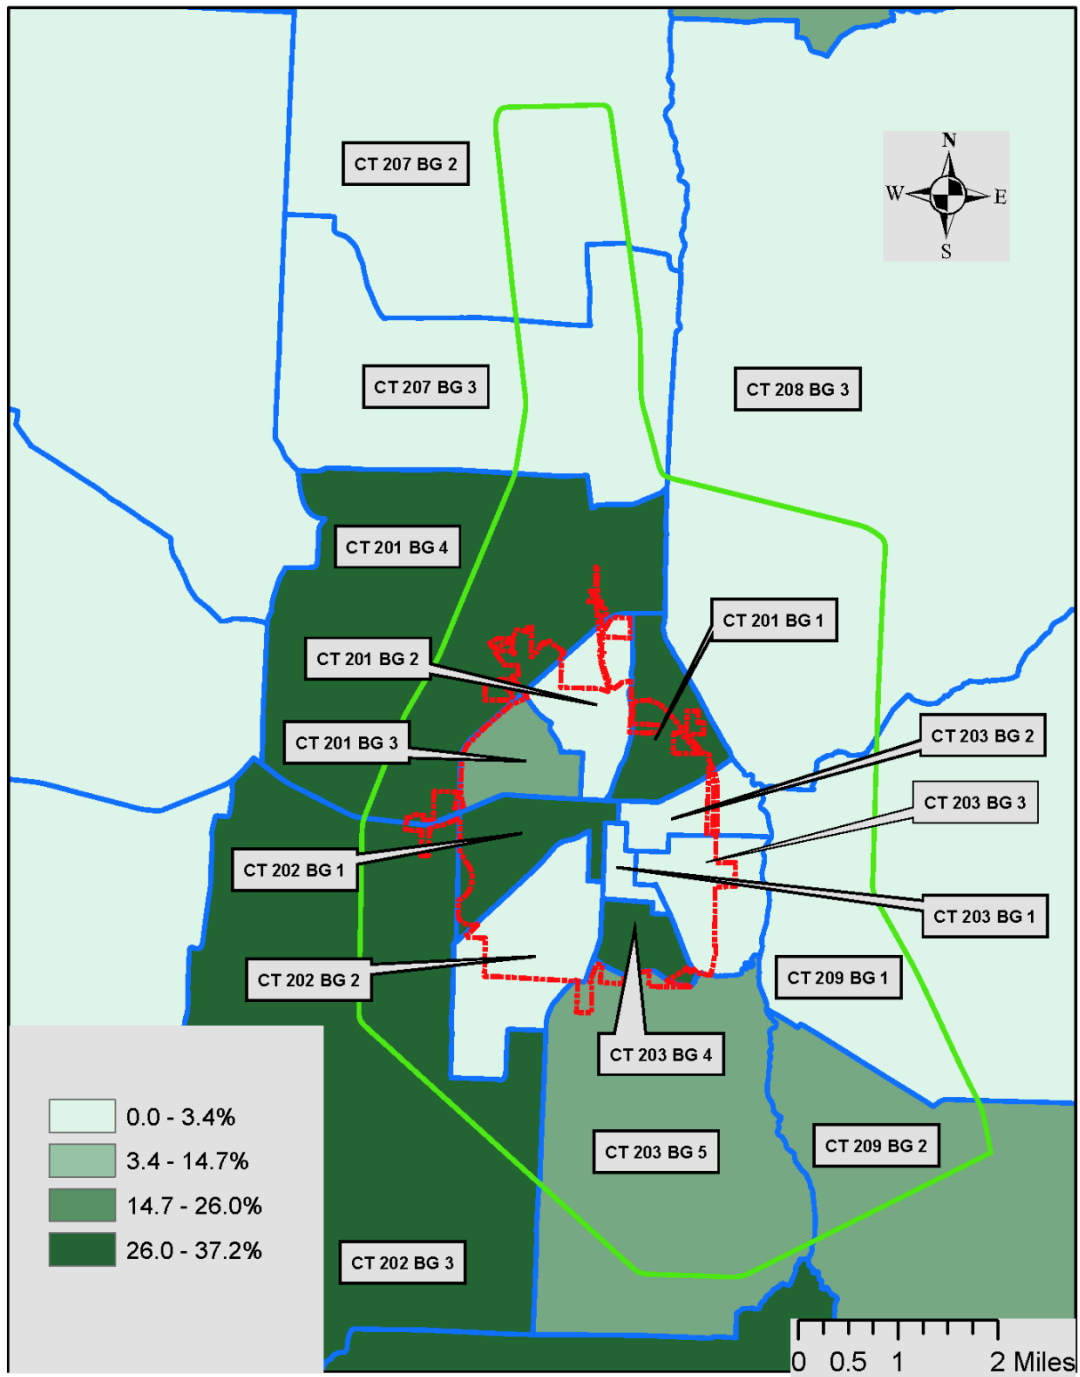 CT 207 BG 2
N
W
E
S
CT 207 BG 3
CT 208 BG 3
CT 201 BG 4
CT 201 BG 1
CT 201 BG 2
CT 201 BG 3
CT 203 BG 2
CT 203 BG 3
CT 202 BG 1
CT 203 BG 1
CT 202 BG 2
CT 209 BG 1
CT 203 BG 4
0.0 - 3.4%
3.4 - 14.7%
14.7 - 26.0%
26.0 - 37.2%
CT 203 BG 5
CT 209 BG 2
CT 202 BG 3
0 0.5 1 2 Miles